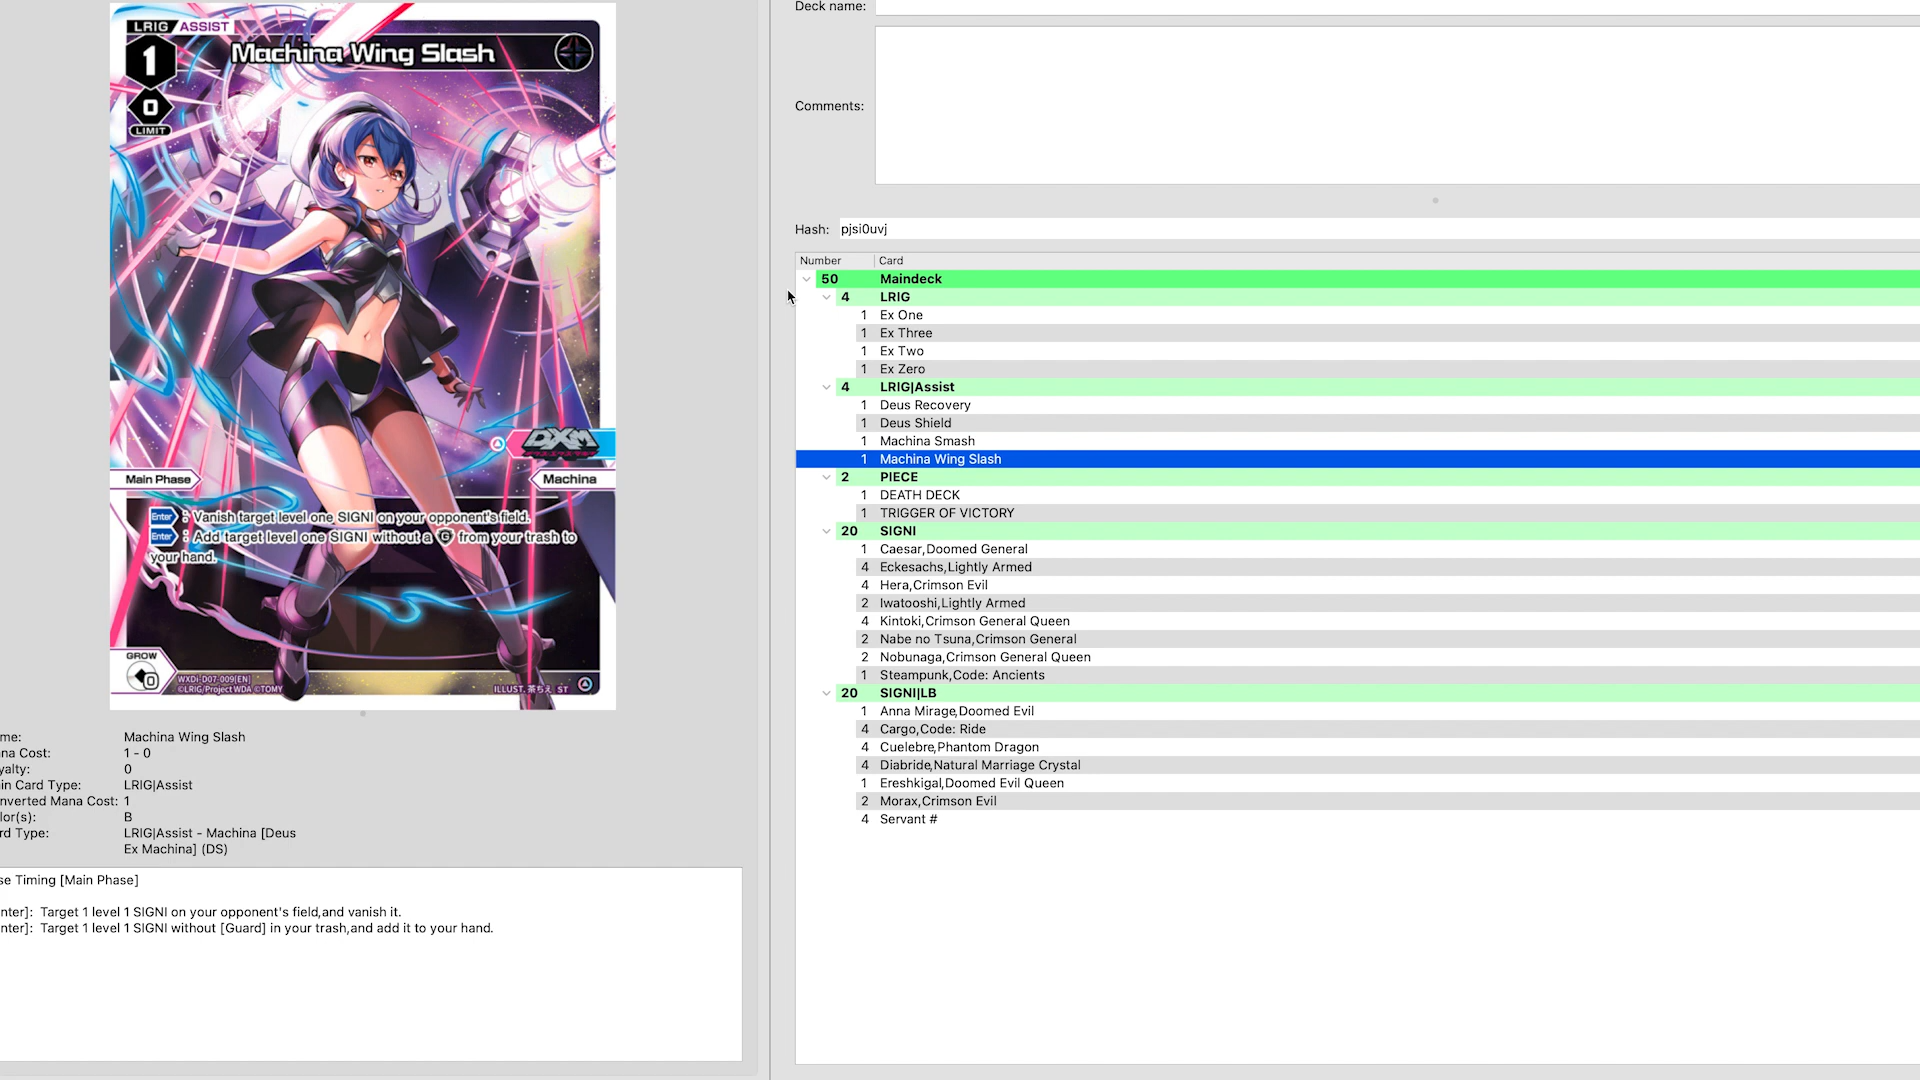 LRIG ASSIST
1
Machina Wing Slash
0
LIMIT
DXM
Main Phase
Machina
Enter : Vanish target level one SIGNI on your opponent's field.
Enter : Add target level one SIGNI without a G from your trash to
your hand.
GROW
0
WXDi-D07-009[EN]
©LRIG/Project WDA ©TOMY
ILLUST. 茶ちえ ST
me: Machina Wing Slash
na Cost: 1 - 0
yalty: 0
in Card Type: LRIG|Assist
nverted Mana Cost: 1
lor(s): B
rd Type: LRIG|Assist - Machina [Deus
Ex Machina] (DS)
se Timing [Main Phase]
nter]: Target 1 level 1 SIGNI on your opponent's field,and vanish it.
nter]: Target 1 level 1 SIGNI without [Guard] in your trash,and add it to your hand.
Deck name:
Comments:
Hash: pjsi0uvj
Number Card
50 Maindeck
4 LRIG
1 Ex One
1 Ex Three
1 Ex Two
1 Ex Zero
4 LRIG|Assist
1 Deus Recovery
1 Deus Shield
1 Machina Smash
1 Machina Wing Slash
2 PIECE
1 DEATH DECK
1 TRIGGER OF VICTORY
20 SIGNI
1 Caesar,Doomed General
4 Eckesachs,Lightly Armed
4 Hera,Crimson Evil
2 Iwatooshi,Lightly Armed
4 Kintoki,Crimson General Queen
2 Nabe no Tsuna,Crimson General
2 Nobunaga,Crimson General Queen
1 Steampunk,Code: Ancients
20 SIGNI|LB
1 Anna Mirage,Doomed Evil
4 Cargo,Code: Ride
4 Cuelebre,Phantom Dragon
4 Diabride,Natural Marriage Crystal
1 Ereshkigal,Doomed Evil Queen
2 Morax,Crimson Evil
4 Servant #